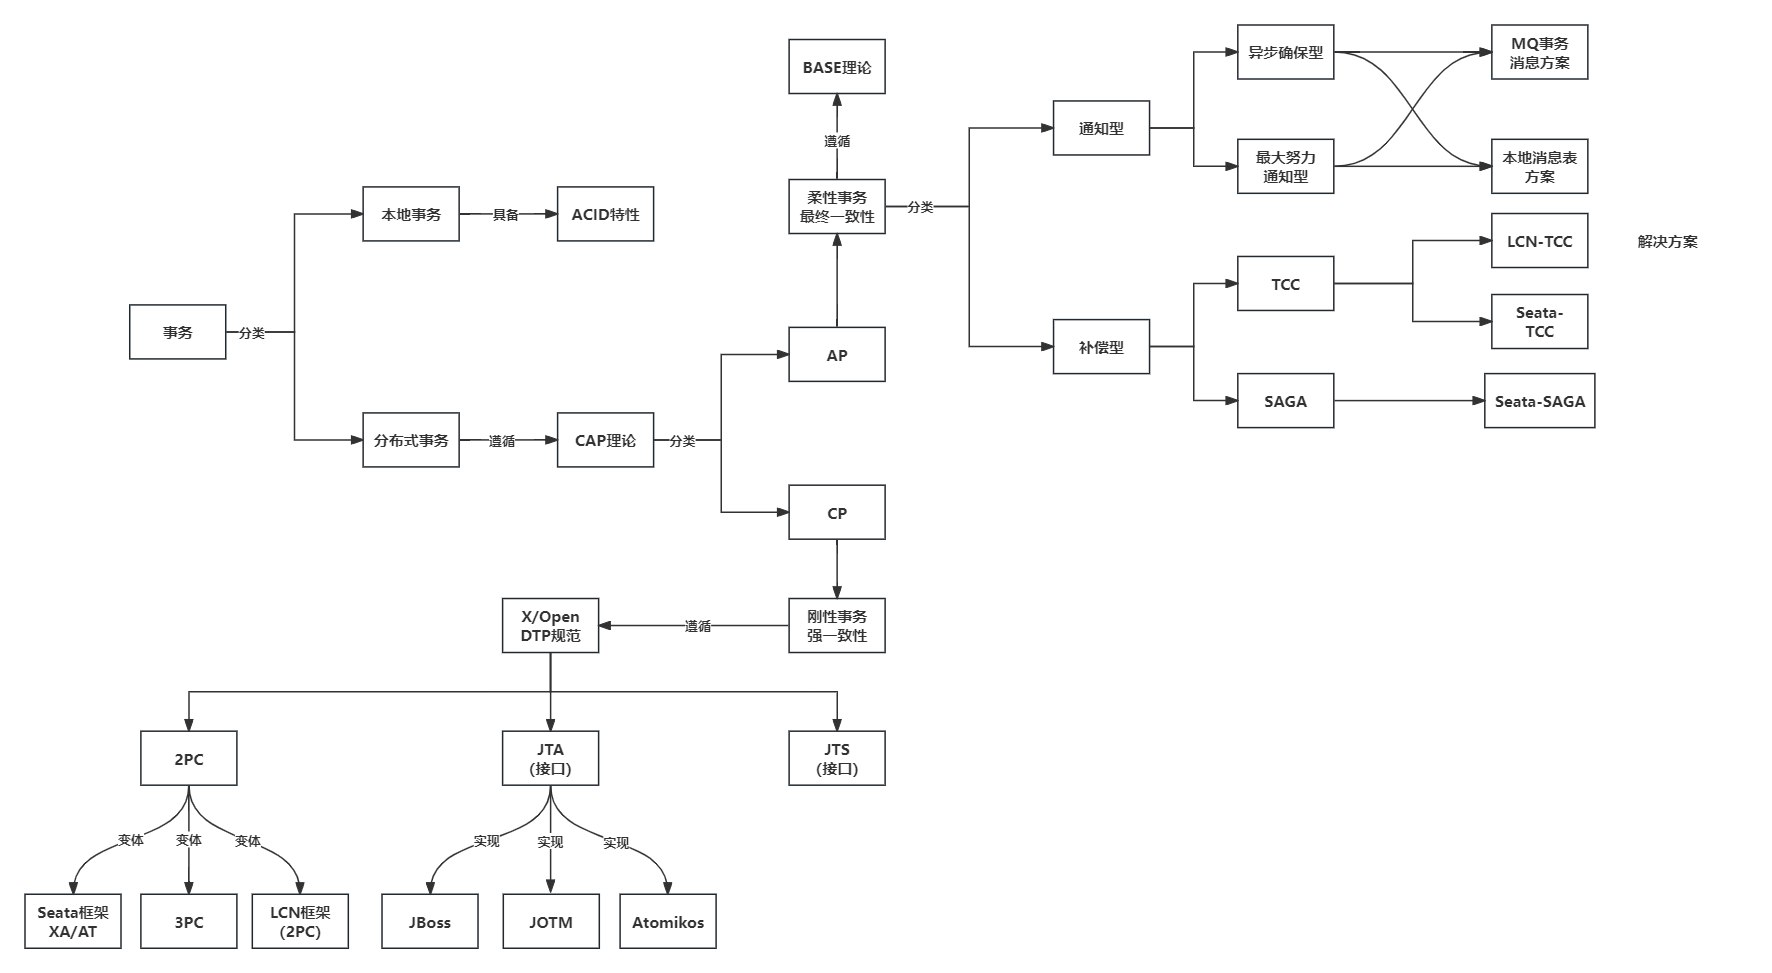 BASE理论
异步确保型
MQ事务
消息方案
通知型
遵循
最大努力
通知型
本地消息表
方案
本地事务
具备
ACID特性
柔性事务
最终一致性
分类
LCN-TCC
解决方案
TCC
Seata-
TCC
事务
分类
AP
补偿型
SAGA
Seata-SAGA
分布式事务
遵循
CAP理论
分类
CP
X/Open
DTP规范
遵循
刚性事务
强一致性
2PC
JTA
(接口)
JTS
(接口)
变体
变体
变体
实现
实现
实现
Seata框架
XA/AT
3PC
LCN框架
(2PC)
JBoss
JOTM
Atomikos